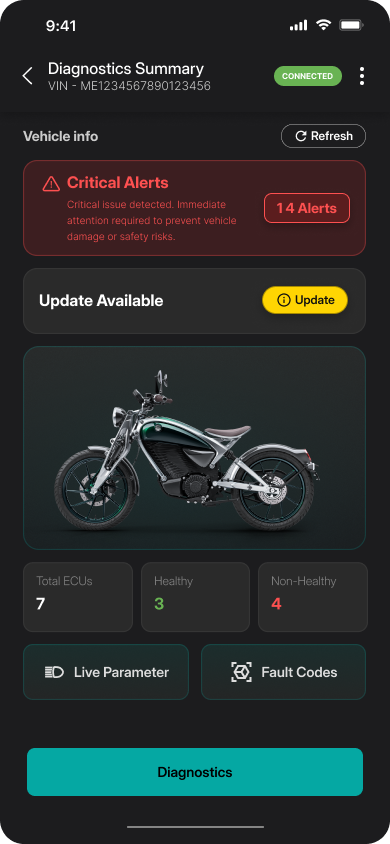 9:41
Diagnostics Summary
VIN - ME1234567890123456
CONNECTED
Vehicle info
Refresh
Critical Alerts
Critical issue detected. Immediate
attention required to prevent vehicle
damage or safety risks.
14 Alerts
Update Available
Update
Total ECUs
7
Healthy
3
Non-Healthy
4
Live Parameter
Fault Codes
Diagnostics